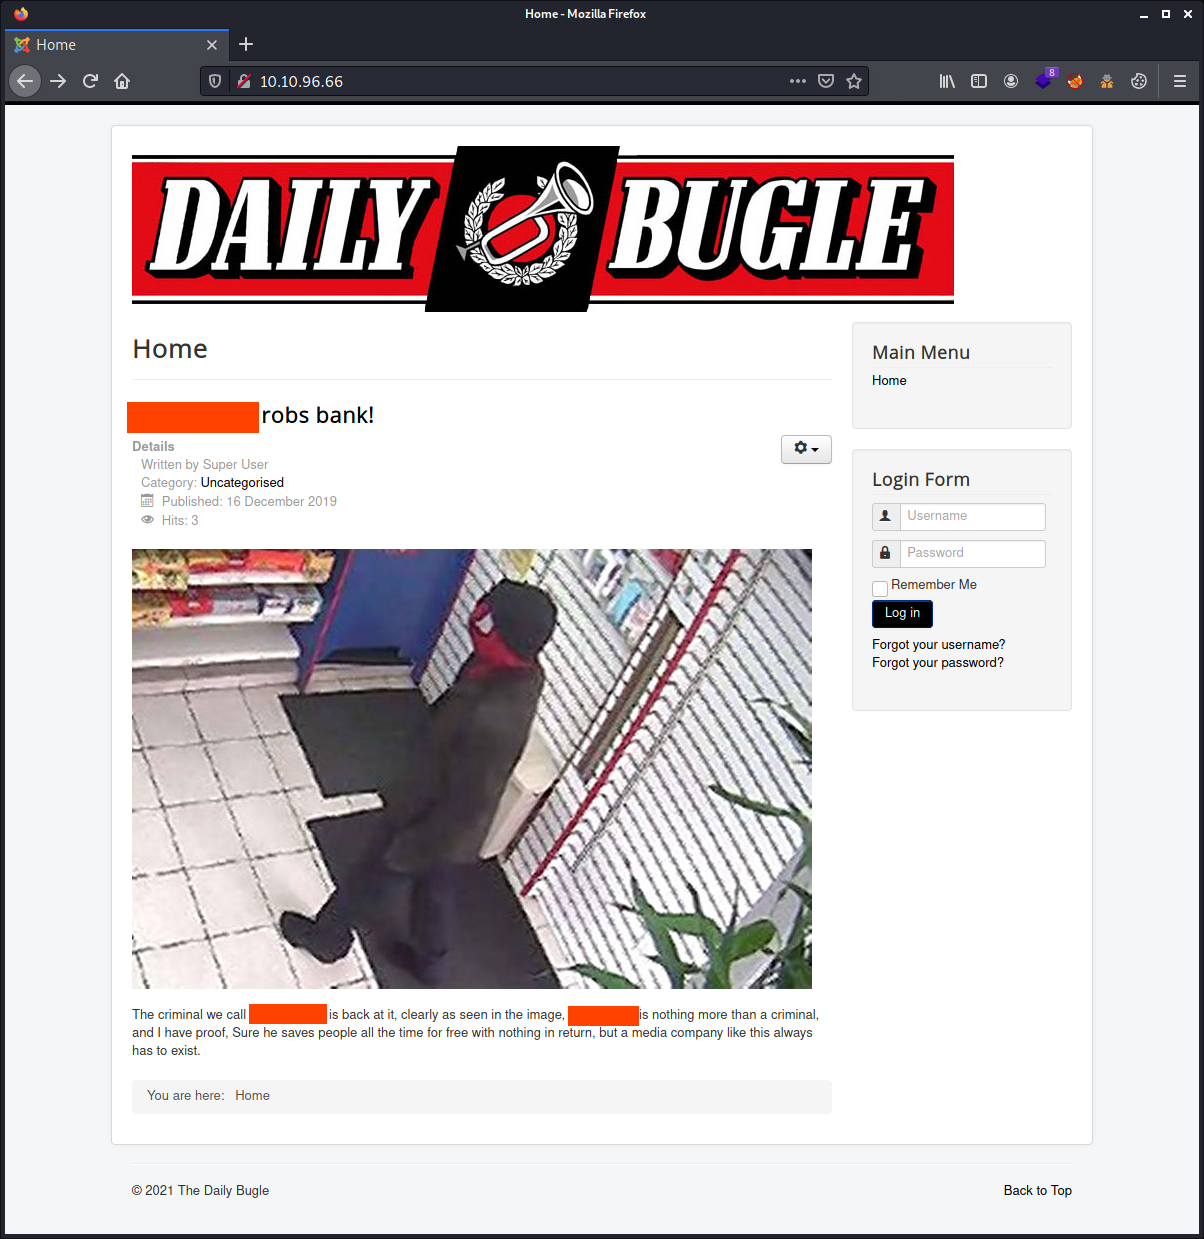 Home - Mozilla Firefox
Home
10.10.96.66
8
DAILY BUGLE
Home
robs bank!
Details
Written by Super User
Category: Uncategorised
Published: 16 December 2019
Hits: 3
The criminal we call is back at it, clearly as seen in the image, is nothing more than a criminal,
and I have proof, Sure he saves people all the time for free with nothing in return, but a media company like this always
has to exist.
You are here: Home
Main Menu
Home
Login Form
Username
Password
Remember Me
Log in
Forgot your username?
Forgot your password?
© 2021 The Daily Bugle
Back to Top